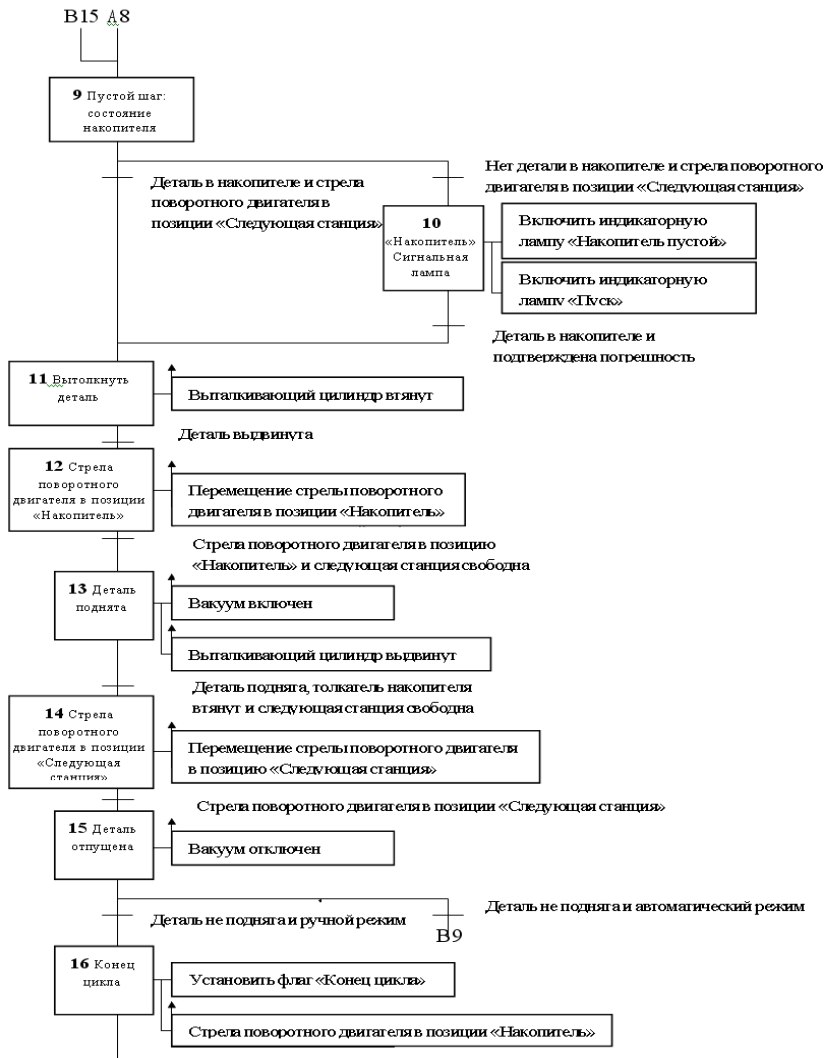 В15 А8
9 Пустой шаг:
состояние
накопителя
Деталь в накопителе и стрела
поворотного двигателя в
позиции «Следующая станция»
Нет детали в накопителе и стрела поворотного
двигателя в позиции «Следующая станция»
10
«Накопитель»
Сигнальная
лампа
Включить индикаторную
лампу «Накопитель пустой»
Включить индикаторную
лампу «Пуск»
Деталь в накопителе и
подтверждена погрешность
11 Вытолкнуть
деталь
Выталкивающий цилиндр втянут
Деталь выдвинута
12 Стрела
поворотного
двигателя в позиции
«Накопитель»
Перемещение стрелы поворотного
двигателя в позиции «Накопитель»
Стрела поворотного двигателя в позицию
«Накопитель» и следующая станция свободна
13 Деталь
поднята
Вакуум включен
Выталкивающий цилиндр выдвинут
Деталь поднята, толкатель накопителя
втянут и следующая станция свободна
14 Стрела
поворотного
двигателя в позиции
«Следующая
станция»
Перемещение стрелы поворотного двигателя
в позицию «Следующая станция»
Стрела поворотного двигателя в позиции «Следующая станция»
15 Деталь
отпущена
Вакуум отключен
Деталь не поднята и ручной режим
Деталь не поднята и автоматический режим
В9
16 Конец
цикла
Установить флаг «Конец цикла»
Стрела поворотного двигателя в позиции «Накопитель»